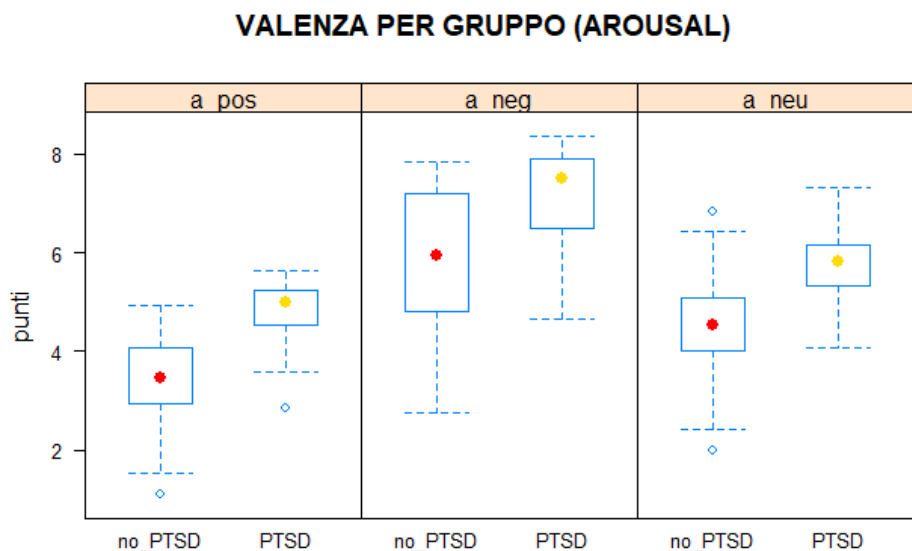 VALENZA PER GRUPPO (AROUSAL)
a_pos a_neg a_neu
8
6
4
2
punti
no_PTSD PTSD no_PTSD PTSD no_PTSD PTSD